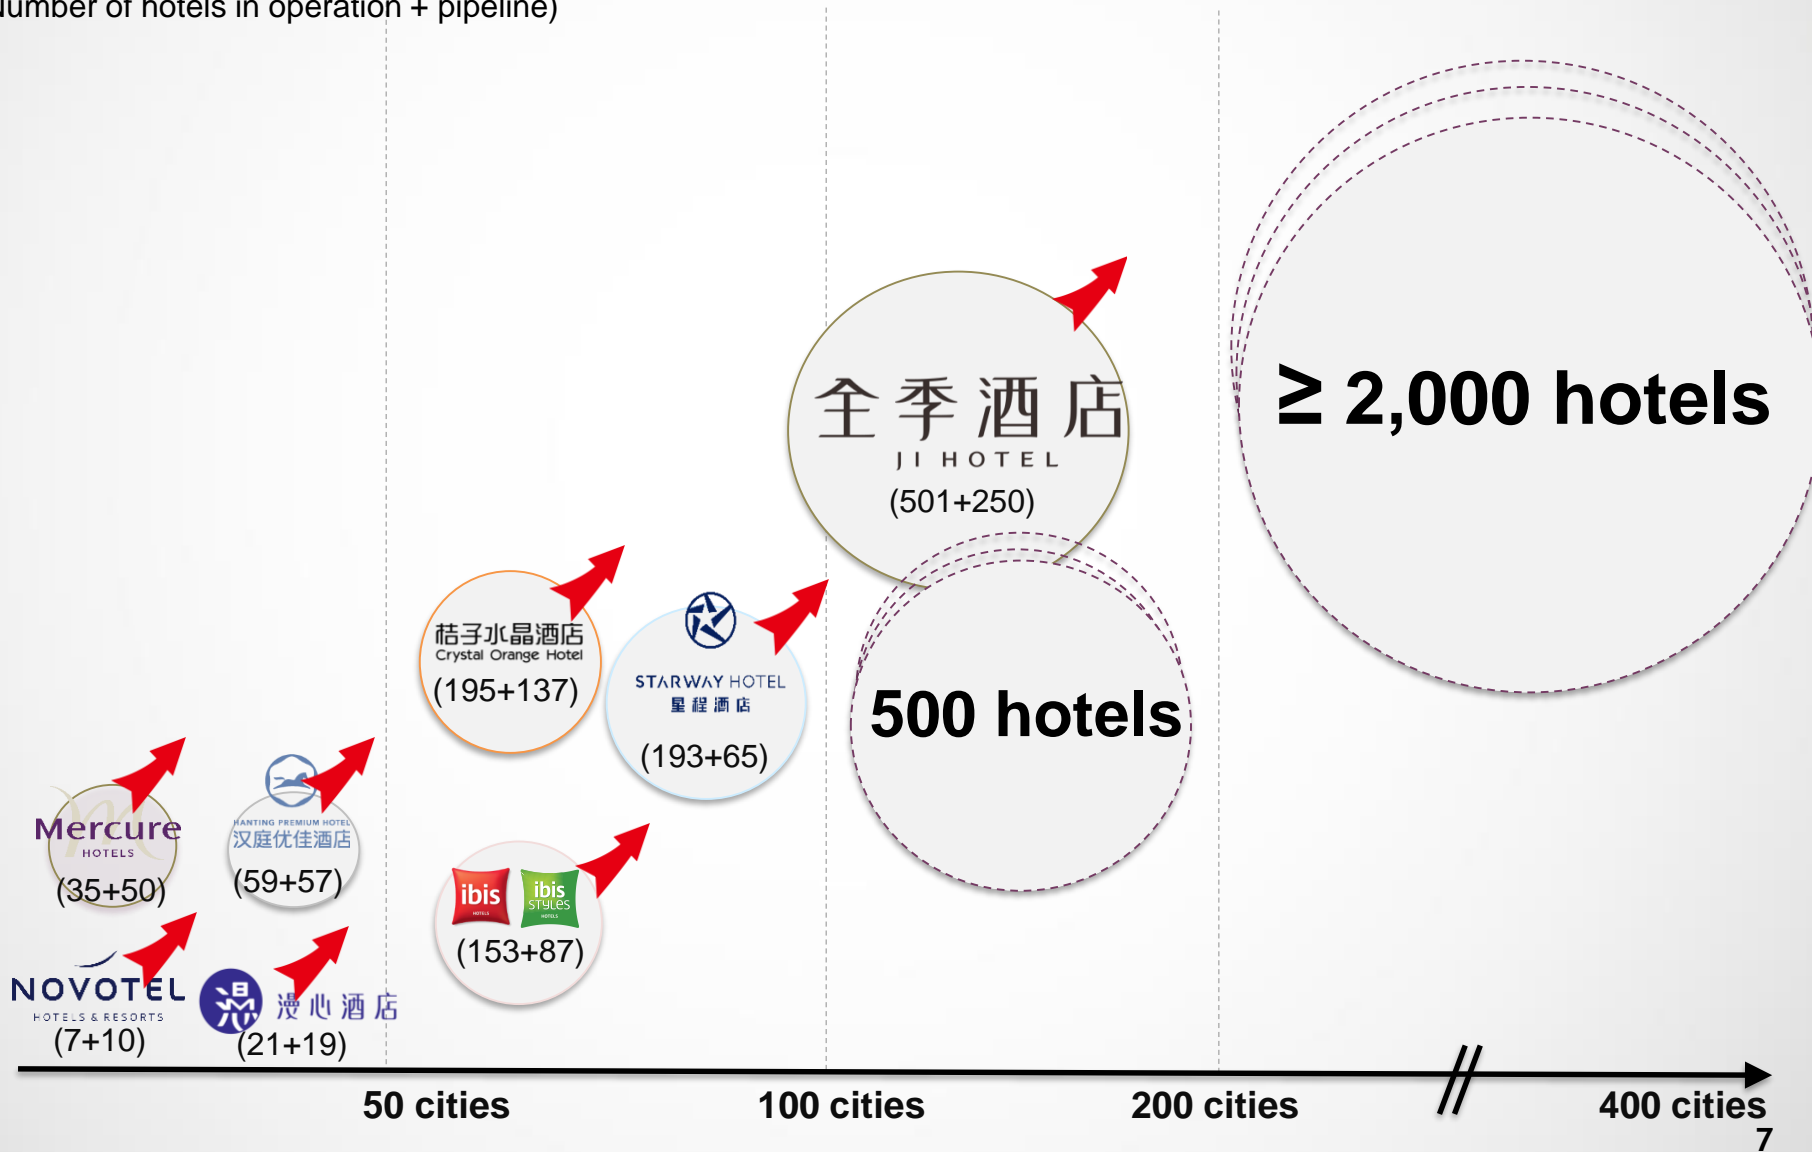 umber of hotels in operation + pipeline)
≥ 2,000 hotels
全季酒店
JI HOTEL
(501+250)
桔子水晶酒店
Crystal Orange Hotel
(195+137)
STARWAY HOTEL
星程酒店
(193+65)
500 hotels
Mercure
HOTELS
(35+50)
HANTING PREMIUM HOTEL
汉庭优佳酒店
(59+57)
ibis
HOTELS
ibis
STYLES
HOTELS
(153+87)
NOVOTEL
HOTELS & RESORTS
(7+10)
漫
漫心酒店
(21+19)
50 cities
100 cities
200 cities
400 cities
7